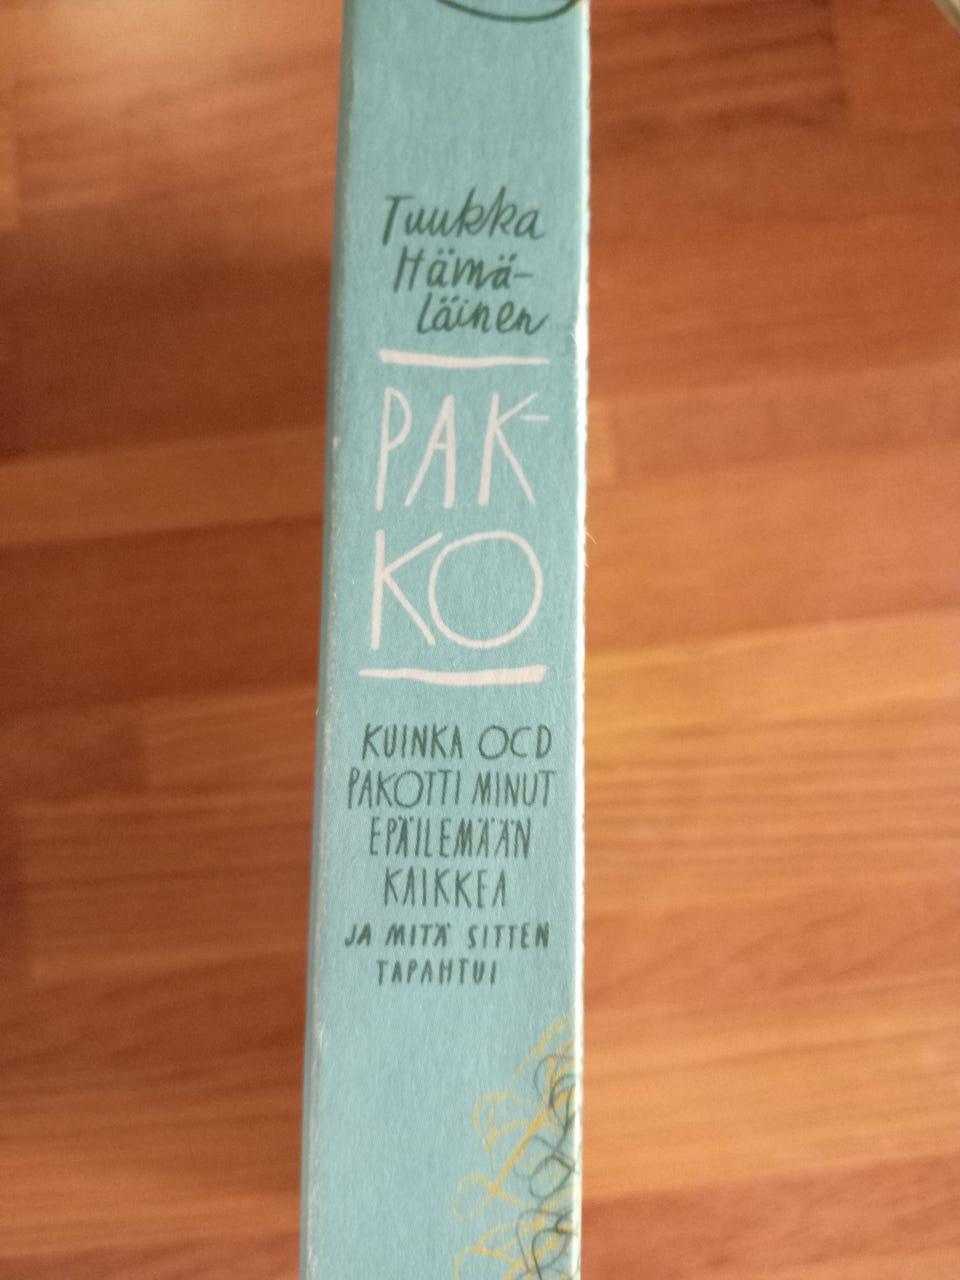 Tuukka
Hämä-
läinen
PAK-
KO
KUINKA OCD
PAKOTTI MINUT
EPÄILEMÄÄN
KAIKKEA
JA MITÄ SITTEN
TAPAHTUI